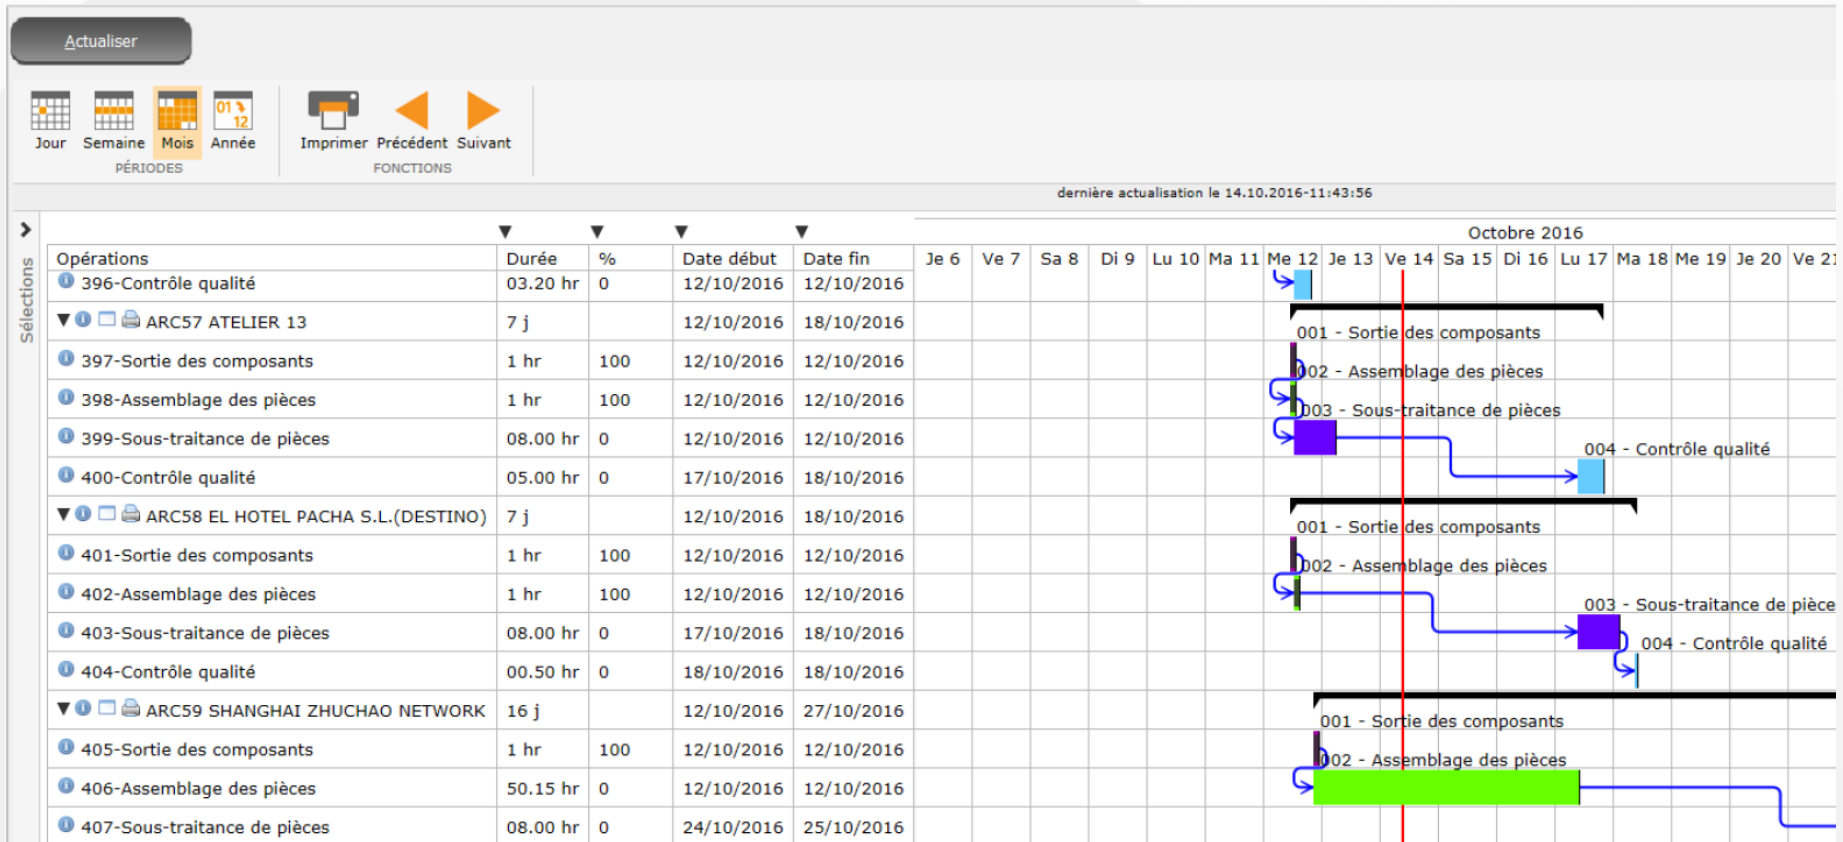 Actualiser
01
12
Jour Semaine Mois Année Imprimer Précédent Suivant
PÉRIODES FONCTIONS
dernière actualisation le 14.10.2016-11:43:56
Sélections
Octobre 2016
Opérations Durée % Date début Date fin Je 6 Ve 7 Sa 8 Di 9 Lu 10 Ma 11 Me 12 Je 13 Ve 14 Sa 15 Di 16 Lu 17 Ma 18 Me 19 Je 20 Ve 21
396-Contrôle qualité 03.20 hr 0 12/10/2016 12/10/2016
ARC57 ATELIER 13 7 j 12/10/2016 18/10/2016
001 - Sortie des composants
397-Sortie des composants 1 hr 100 12/10/2016 12/10/2016
002 - Assemblage des pièces
398-Assemblage des pièces 1 hr 100 12/10/2016 12/10/2016
003 - Sous-traitance de pièces
399-Sous-traitance de pièces 08.00 hr 0 12/10/2016 12/10/2016
004 - Contrôle qualité
400-Contrôle qualité 05.00 hr 0 17/10/2016 18/10/2016
ARC58 EL HOTEL PACHA S.L.(DESTINO) 7 j 12/10/2016 18/10/2016
001 - Sortie des composants
401-Sortie des composants 1 hr 100 12/10/2016 12/10/2016
002 - Assemblage des pièces
402-Assemblage des pièces 1 hr 100 12/10/2016 12/10/2016
003 - Sous-traitance de pièce
403-Sous-traitance de pièces 08.00 hr 0 17/10/2016 18/10/2016
004 - Contrôle qualité
404-Contrôle qualité 00.50 hr 0 18/10/2016 18/10/2016
ARC59 SHANGHAI ZHUCHAO NETWORK 16 j 12/10/2016 27/10/2016
001 - Sortie des composants
405-Sortie des composants 1 hr 100 12/10/2016 12/10/2016
002 - Assemblage des pièces
406-Assemblage des pièces 50.15 hr 0 12/10/2016 12/10/2016
407-Sous-traitance de pièces 08.00 hr 0 24/10/2016 25/10/2016